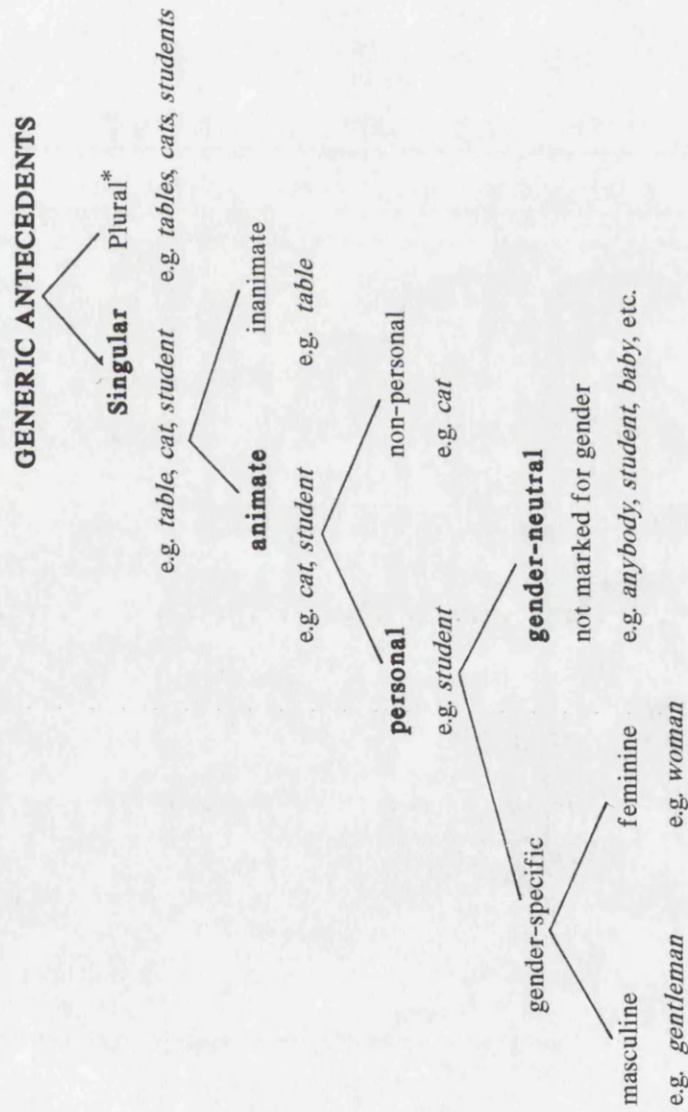 GENERIC ANTECEDENTS
Singular Plural*
e.g. table, cat, student e.g. tables, cats, students
animate inanimate
e.g. cat, student e.g. table
personal non-personal
e.g. student e.g. cat
gender-specific gender-neutral
not marked for gender
masculine feminine e.g. anybody, student, baby, etc.
e.g. gentleman e.g. woman